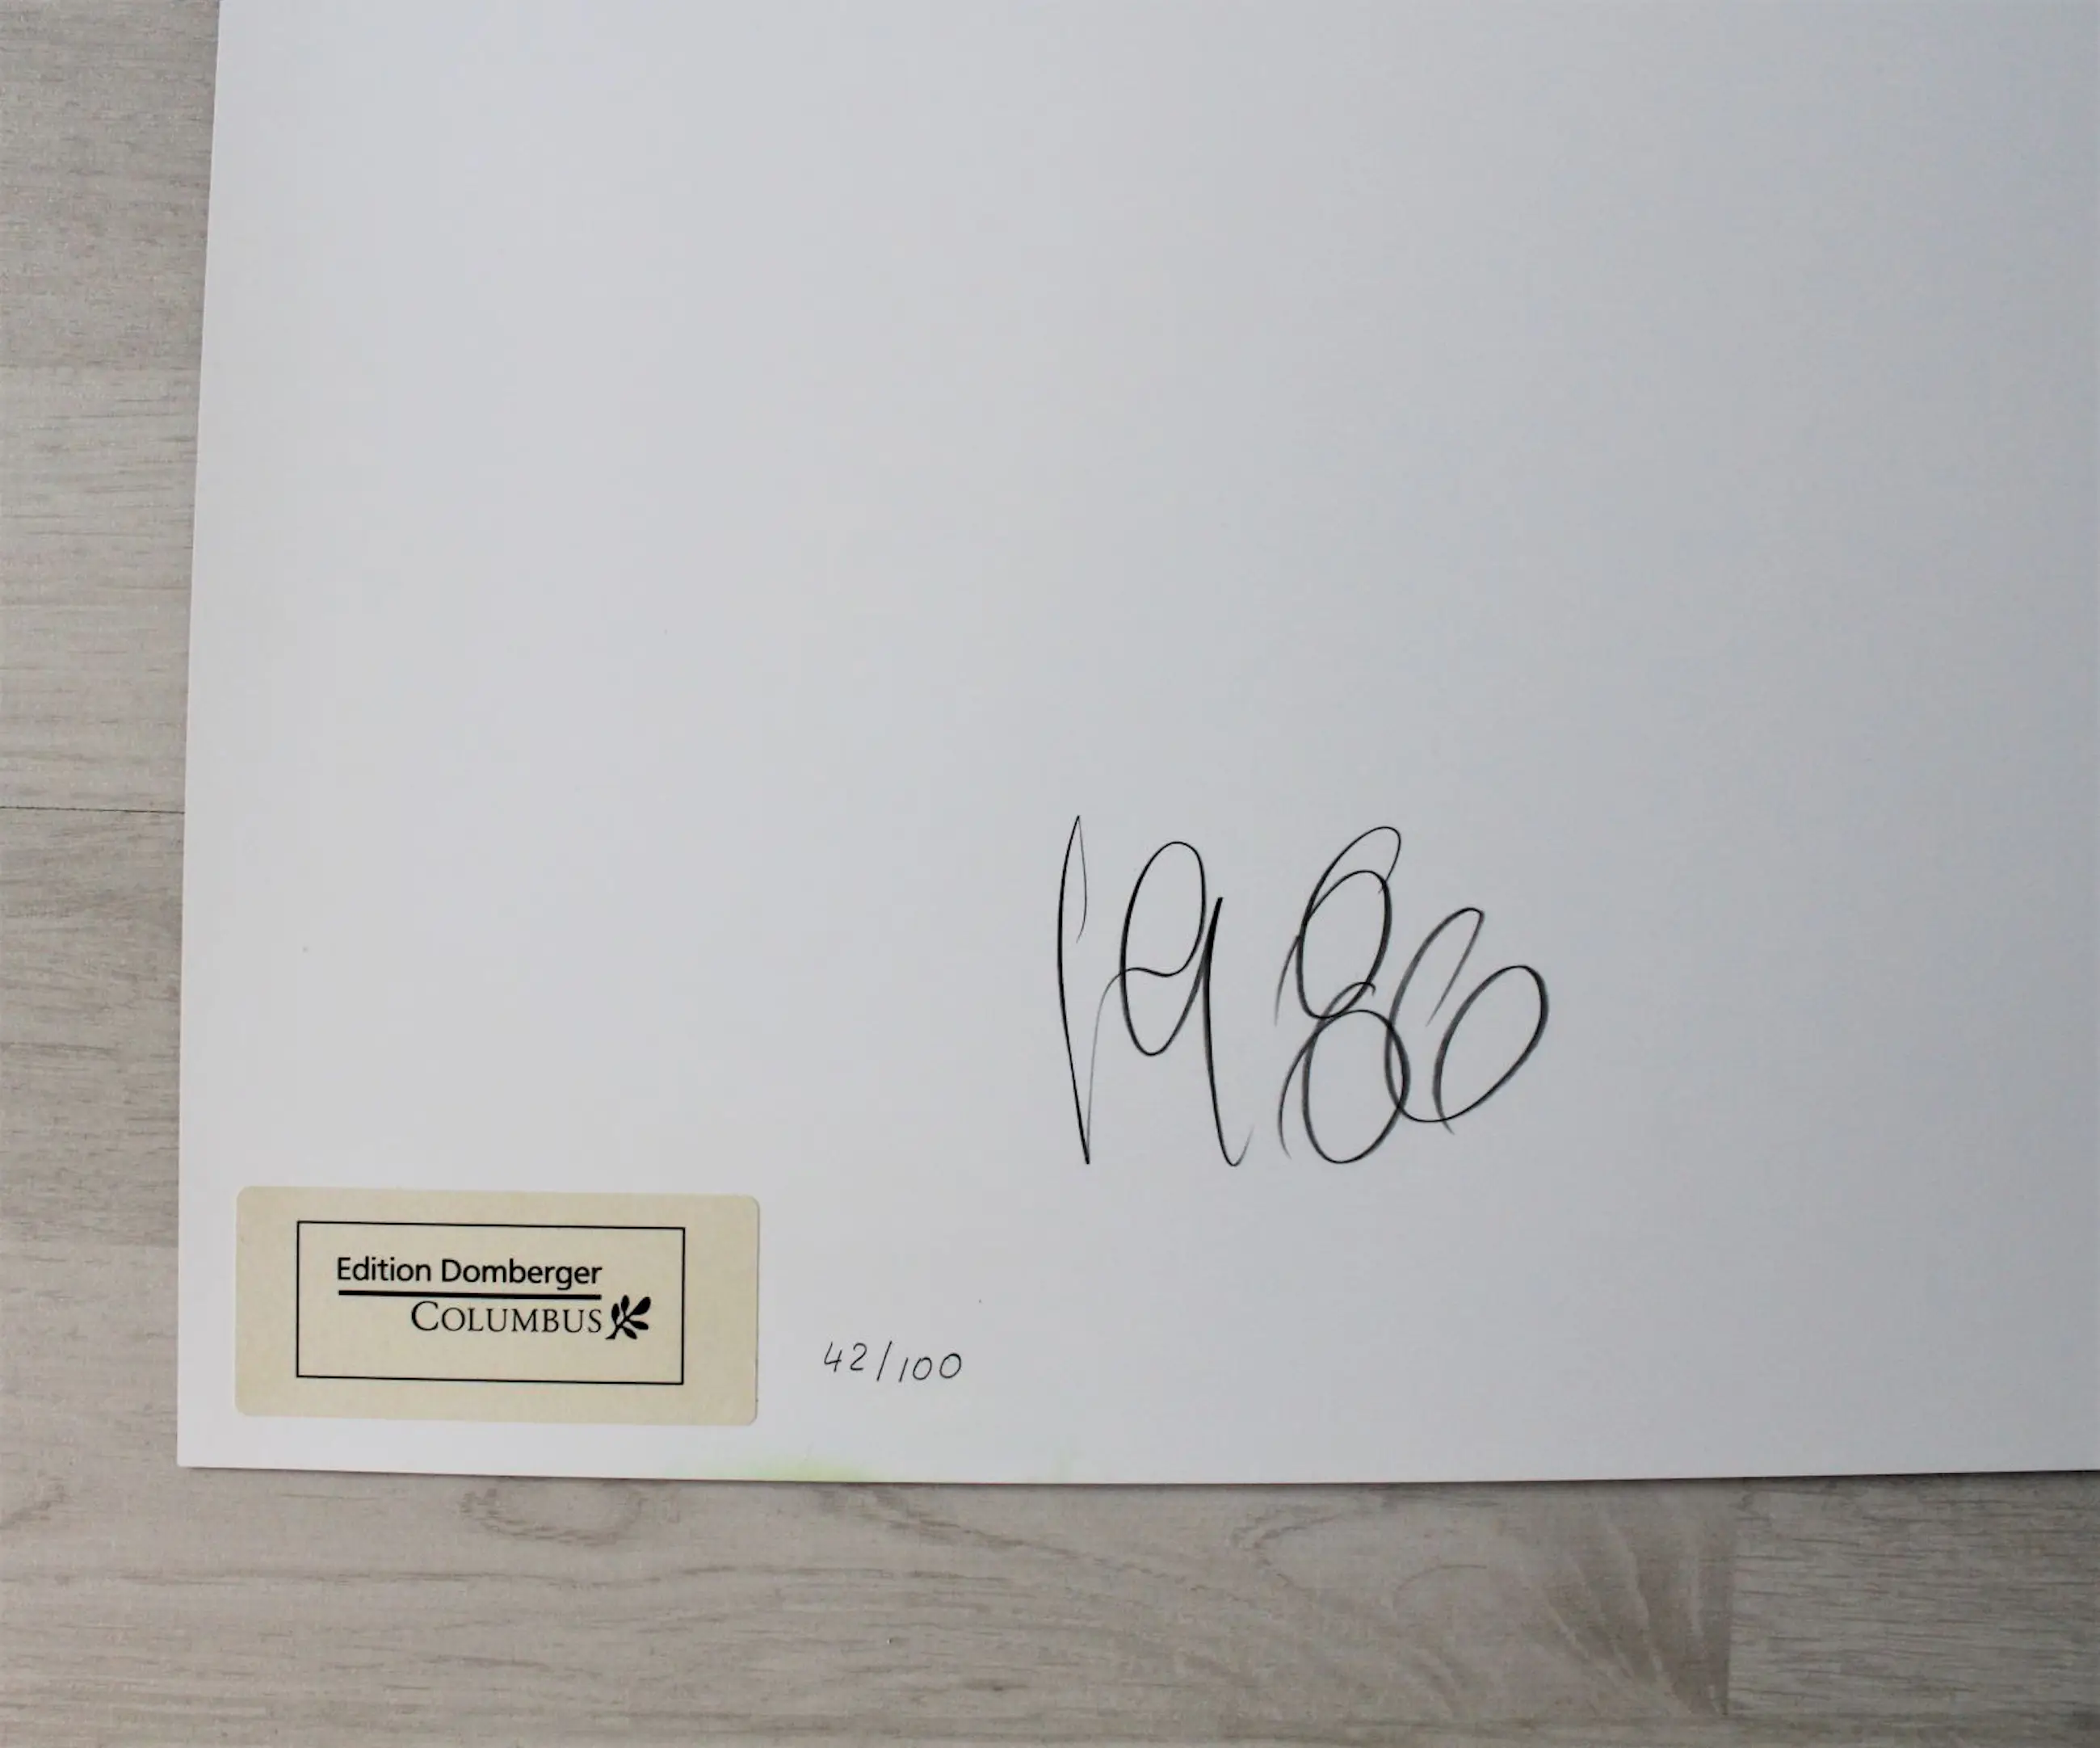 Edition Domberger
COLUMBUS
42/100